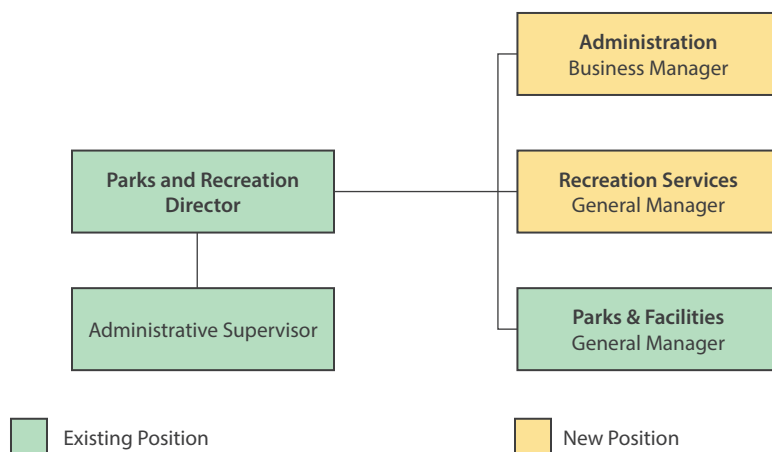 Administration
Business Manager
Parks and Recreation
Director
Recreation Services
General Manager
Administrative Supervisor
Parks & Facilities
General Manager
Existing Position
New Position